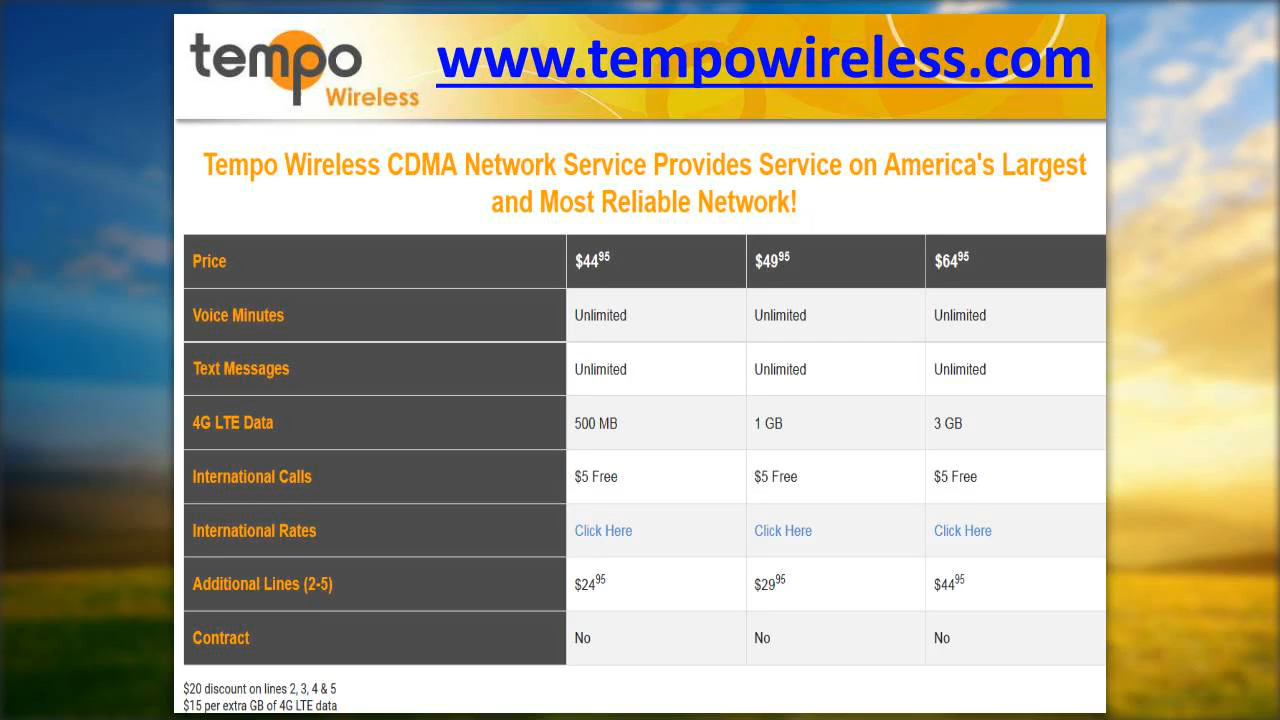 tempo
Wireless
www.tempowireless.com
Tempo Wireless CDMA Network Service Provides Service on America's Largest
and Most Reliable Network!
Price $44⁹⁵ $49⁹⁵ $64⁹⁵
Voice Minutes Unlimited Unlimited Unlimited
Text Messages Unlimited Unlimited Unlimited
4G LTE Data 500 MB 1 GB 3 GB
International Calls $5 Free $5 Free $5 Free
International Rates Click Here Click Here Click Here
Additional Lines (2-5) $24⁹⁵ $29⁹⁵ $44⁹⁵
Contract No No No
$20 discount on lines 2, 3, 4 & 5
$15 per extra GB of 4G LTE data